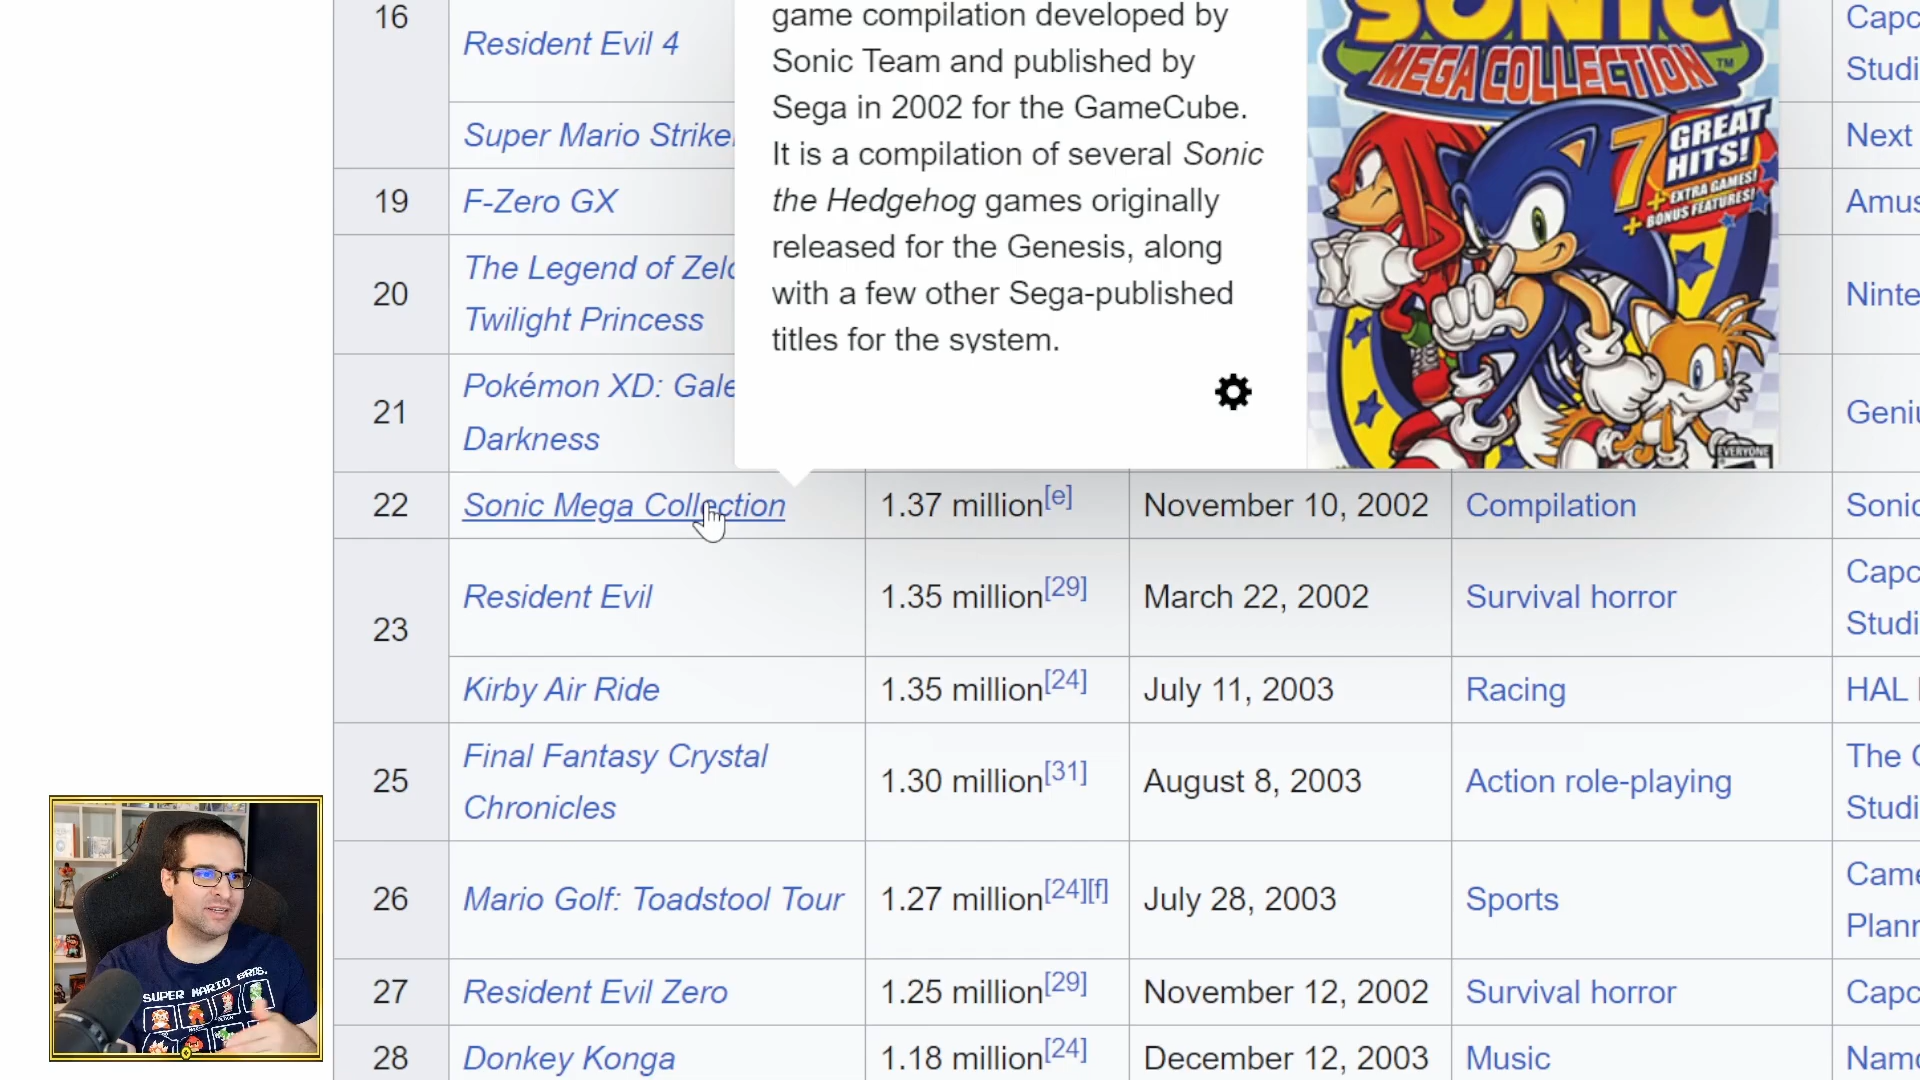 16
Resident Evil 4
Super Mario Strike
19
F-Zero GX
20
The Legend of Zeld
Twilight Princess
21
Pokémon XD: Gale
Darkness
game compilation developed by
Sonic Team and published by
Sega in 2002 for the GameCube.
It is a compilation of several Sonic
the Hedgehog games originally
released for the Genesis, along
with a few other Sega-published
titles for the system.
SONIC
MEGA COLLECTION™
7 GREAT
HITS!
+ EXTRA GAMES!
+ BONUS FEATURES!
EVERYONE
Capc
Studi
Next
Amus
Ninte
Geniu
22 Sonic Mega Collection 1.37 million[e] November 10, 2002 Compilation Sonic
23
Resident Evil 1.35 million[29] March 22, 2002 Survival horror Capc
Studi
Kirby Air Ride 1.35 million[24] July 11, 2003 Racing HAL
25
Final Fantasy Crystal
Chronicles
1.30 million[31] August 8, 2003 Action role-playing
The
Studi
26 Mario Golf: Toadstool Tour 1.27 million[24][f] July 28, 2003 Sports
Came
Plann
27 Resident Evil Zero 1.25 million[29] November 12, 2002 Survival horror Capc
28 Donkey Konga 1.18 million[24] December 12, 2003 Music Namc
SUPER MARIO BROS.